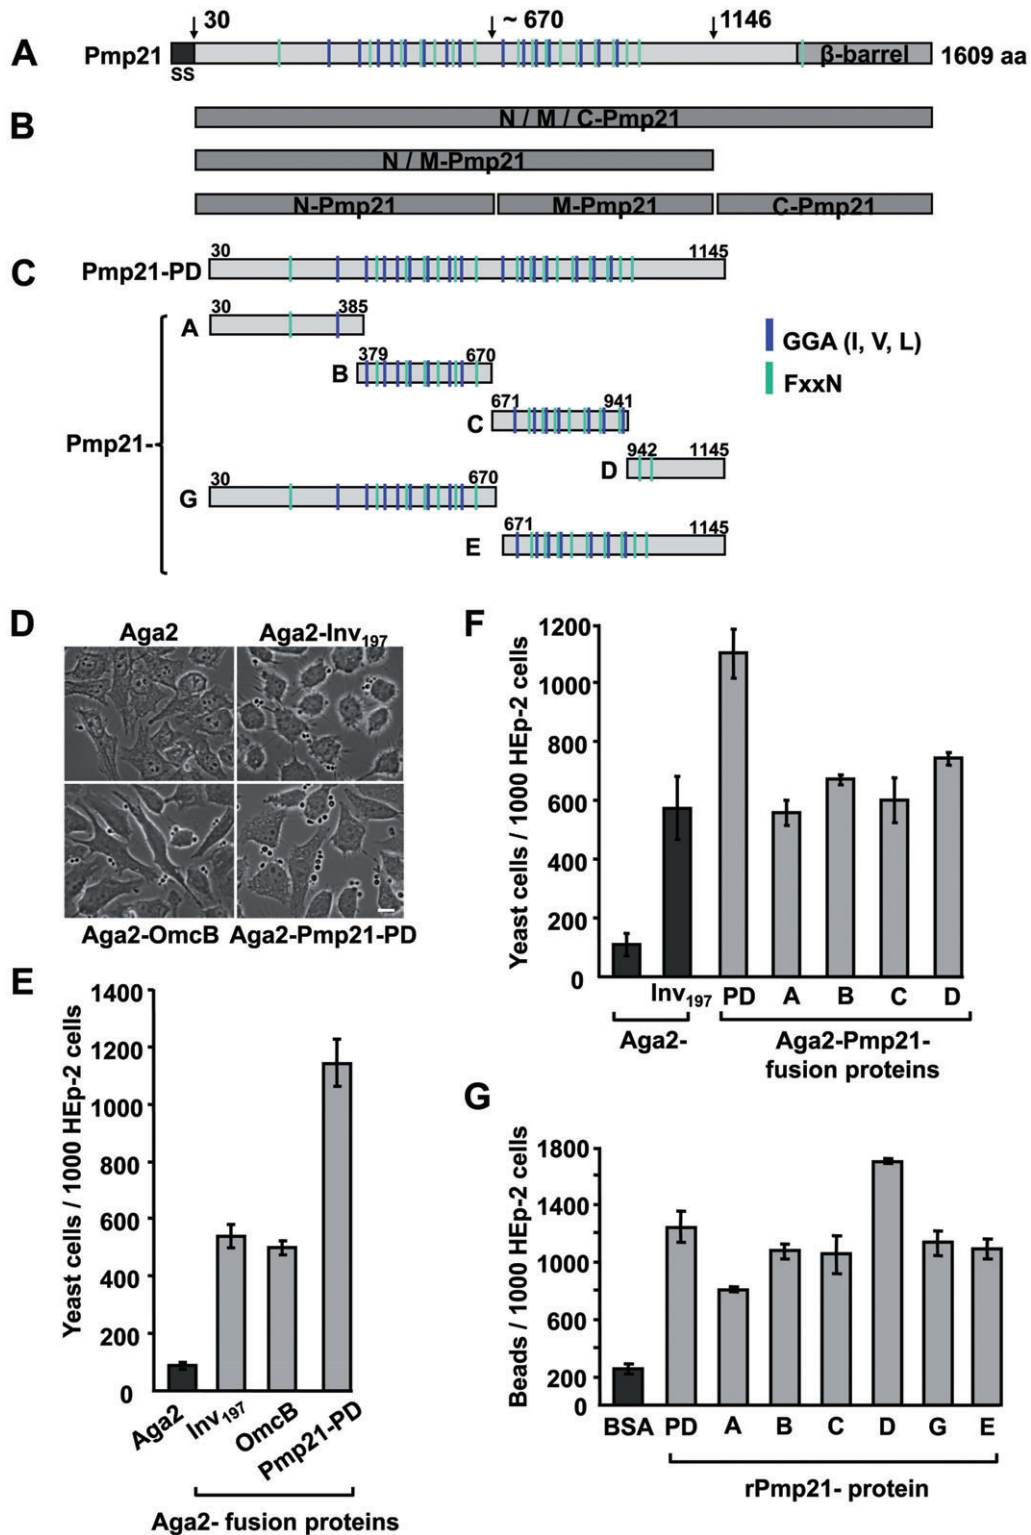 30
~ 670
1146
A
Pmp21
β-barrel
1609 aa
SS
B
N / M / C-Pmp21
N / M-Pmp21
N-Pmp21
M-Pmp21
C-Pmp21
C
Pmp21-PD
30
1145
A
30
385
GGA (I, V, L)
FxxN
B
379
670
Pmp21-
C
671
941
D
942
1145
G
30
670
E
671
1145
D
Aga2
Aga2-Inv197
Aga2-OmcB
Aga2-Pmp21-PD
E
Yeast cells / 1000 HEp-2 cells
1400
1200
1000
800
600
400
200
0
Aga2
Inv197
OmcB
Pmp21-PD
Aga2- fusion proteins
F
Yeast cells / 1000 HEp-2 cells
1200
1000
800
600
400
200
0
Inv197
PD
A
B
C
D
Aga2-
Aga2-Pmp21-
fusion proteins
G
Beads / 1000 HEp-2 cells
1800
1400
1000
600
200
0
BSA
PD
A
B
C
D
G
E
rPmp21- protein